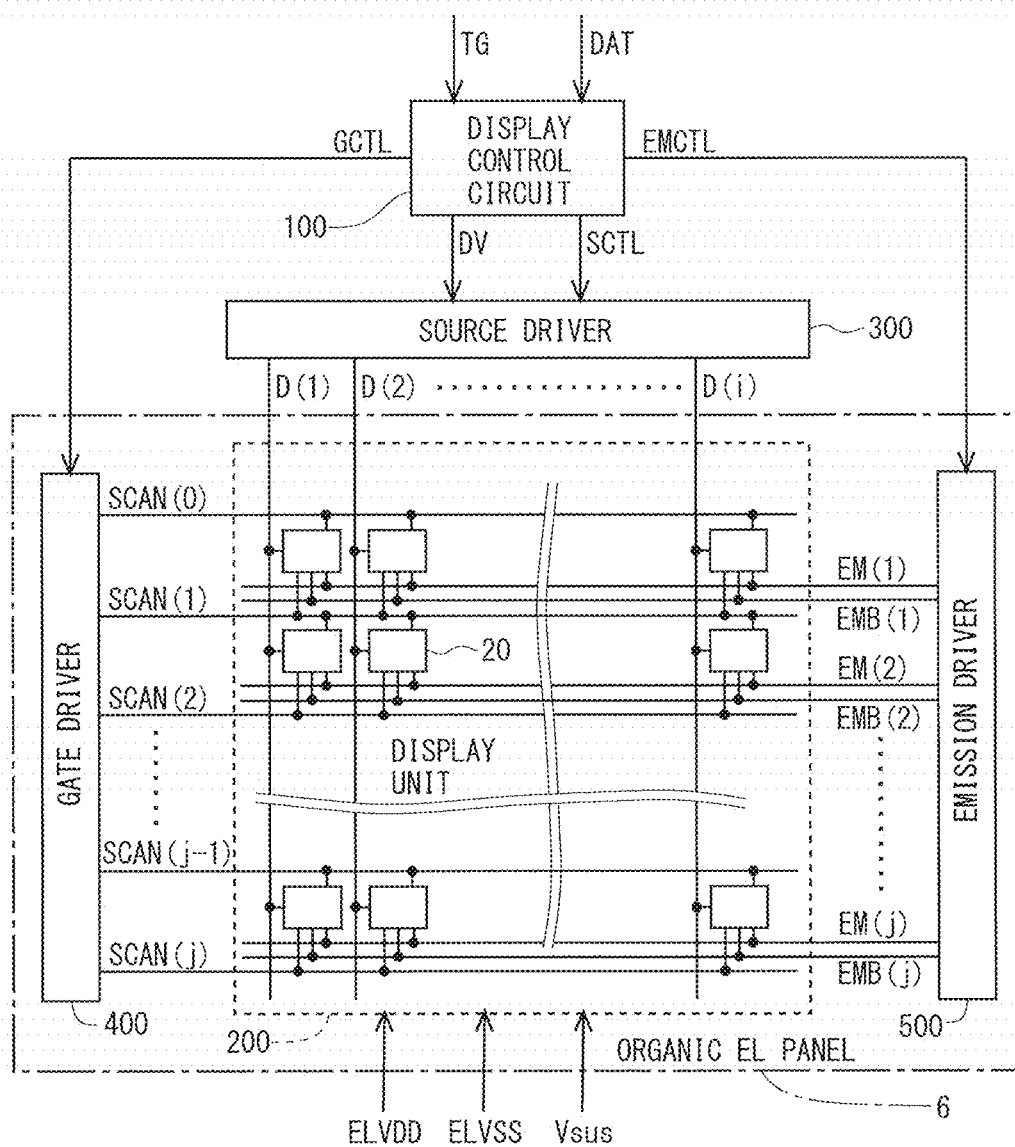 TG
DAT
GCTL
DISPLAY
CONTROL
CIRCUIT
EMCTL
100
DV
SCTL
SOURCE DRIVER
300
D(1)
D(2)
D(i)
SCAN(0)
EM(1)
SCAN(1)
EMB(1)
20
EM(2)
SCAN(2)
EMB(2)
GATE DRIVER
DISPLAY
UNIT
EMISSION DRIVER
SCAN(j-1)
EM(j)
SCAN(j)
EMB(j)
400
200
500
ORGANIC EL PANEL
6
ELVDD
ELVSS
Vsus